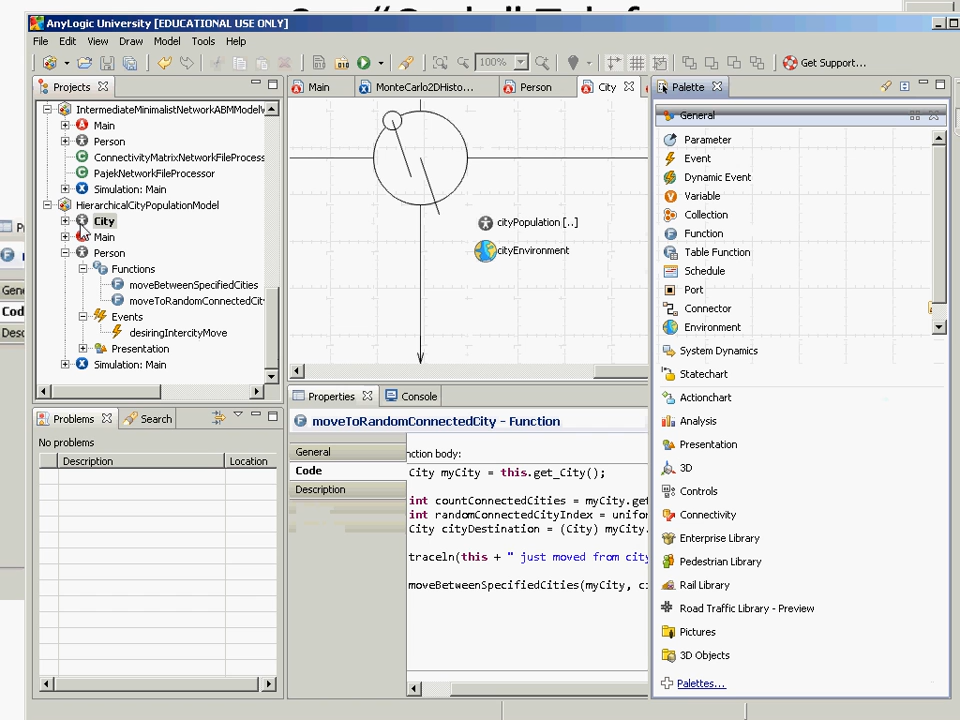 AnyLogic University [EDUCATIONAL USE ONLY]
File Edit View Draw Model Tools Help
100% Get Support...
Projects
IntermediateMinimalistNetworkABMModelv
Main
Person
ConnectivityMatrixNetworkFileProcess
PajekNetworkFileProcessor
Simulation: Main
HierarchicalCityPopulationModel
City
Main
Person
Functions
moveBetweenSpecifiedCities
moveToRandomConnectedCit
Events
desiringIntercityMove
Presentation
Simulation: Main
Problems Search
No problems
Description Location
Main MonteCarlo2DHisto... Person City
cityPopulation [..]
cityEnvironment
Properties Console
moveToRandomConnectedCity - Function
General
Code
Description
nction body:
City myCity = this.get_City();
int countConnectedCities = myCity.ge
int randomConnectedCityIndex = unifor
City cityDestination = (City) myCity.
traceln(this + " just moved from city
moveBetweenSpecifiedCities(myCity, ci
Palette
General
Parameter
Event
Dynamic Event
Variable
Collection
Function
Table Function
Schedule
Port
Connector
Environment
System Dynamics
Statechart
Actionchart
Analysis
Presentation
3D
Controls
Connectivity
Enterprise Library
Pedestrian Library
Rail Library
Road Traffic Library - Preview
Pictures
3D Objects
Palettes...
Gene
Code
Desc